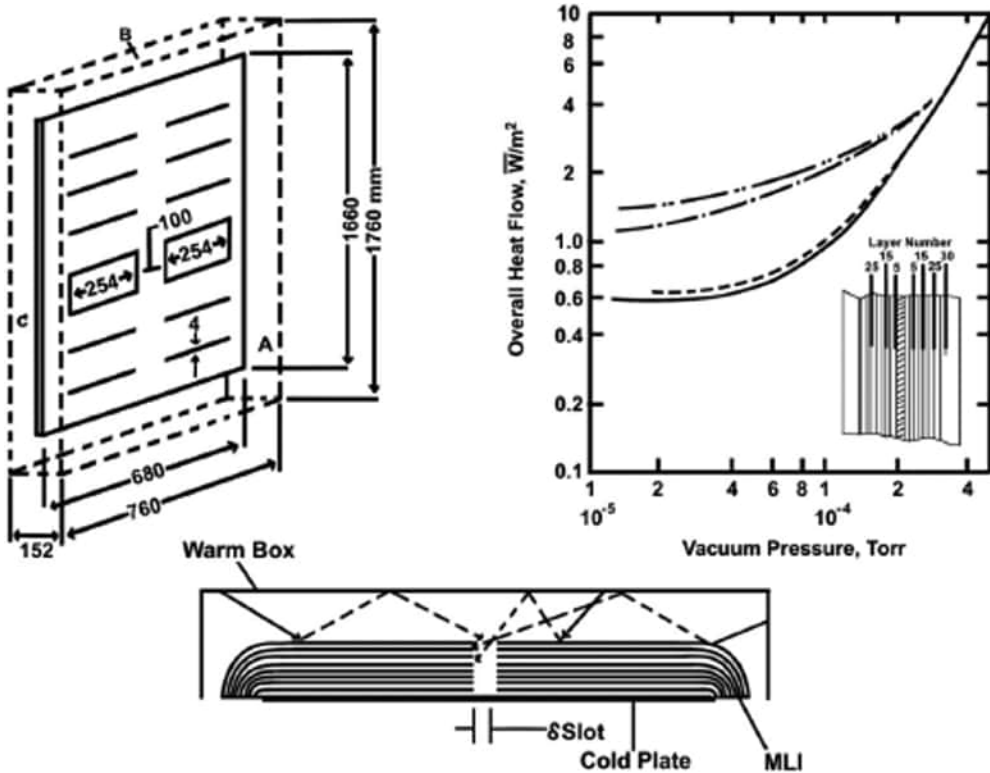 B
100
254
254
4
A
c
1660
1760 mm
680
760
152
Overall Heat Flow, W̅/m²
10
8
6
4
2
1.0
0.8
0.6
0.4
0.2
0.1
1 2 4 6 8 1 2 4
10⁻⁵ 10⁻⁴
Vacuum Pressure, Torr
Layer Number
25 15 5 5 15 25 30
Warm Box
δSlot
Cold Plate
MLI